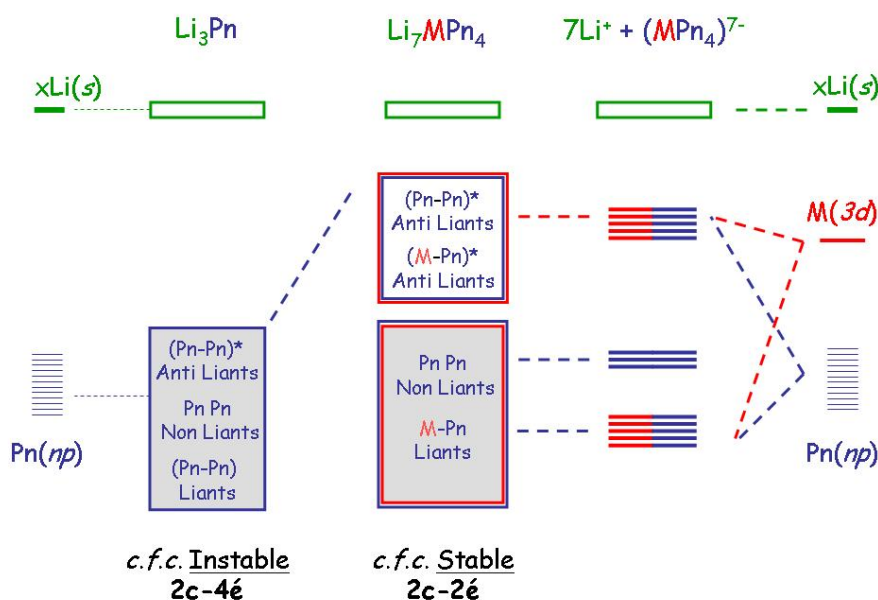 Li₃Pn
Li₇MPn₄
7Li⁺ + (MPn₄)⁷⁻
xLi(s)
xLi(s)
(Pn-Pn)*
Anti Liants
(M-Pn)*
Anti Liants
M(3d)
(Pn-Pn)*
Anti Liants
Pn Pn
Non Liants
(Pn-Pn)
Liants
Pn Pn
Non Liants
M-Pn
Liants
Pn(np)
Pn(np)
c.f.c. Instable
2c-4é
c.f.c. Stable
2c-2é